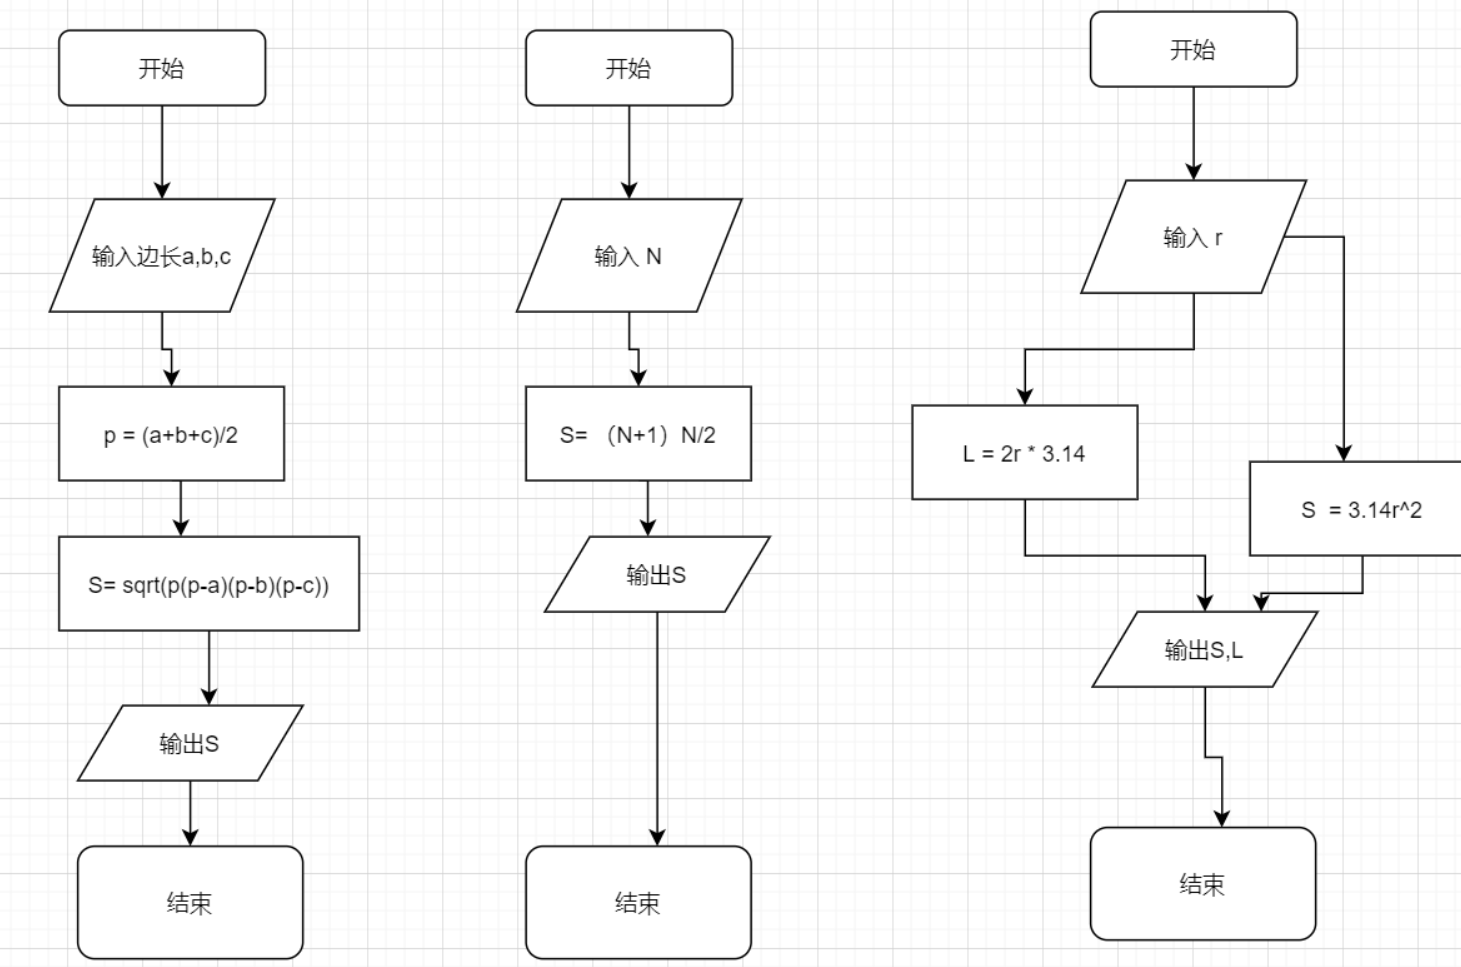 开始
输入边长a,b,c
p = (a+b+c)/2
S= sqrt(p(p-a)(p-b)(p-c))
输出S
结束
开始
输入 N
S= （N+1）N/2
输出S
结束
开始
输入 r
L = 2r * 3.14
S  = 3.14r^2
输出S,L
结束